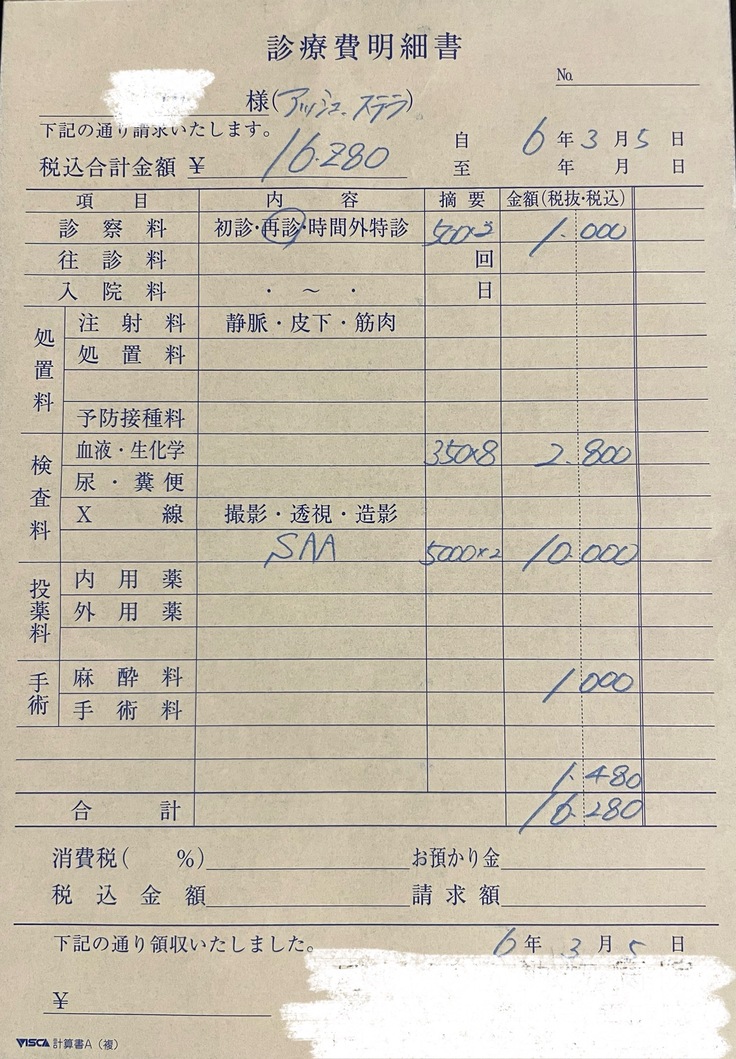 診療費明細書
No.
様(アッシュ.ステラ)
下記の通り請求いたします。
自 6年3月5日
税込合計金額 ¥ 16.280
至 年 月 日
項目 内容 摘要 金額(税抜・税込)
診察料 初診・再診・時間外特診 500×2 1.000
往診料 回
入院料 ・ ~ ・ 日
処置料
注射料 静脈・皮下・筋肉
処置料
予防接種料
検査料
血液・生化学 350×8 2.800
尿・糞便
X線 撮影・透視・造影
SAA 5000×2 10.000
投薬料
内用薬
外用薬
手術
麻酔料 1000
手術料
1.480
合計 16.280
消費税( %) お預かり金
税込金額 請求額
下記の通り領収いたしました。 6年3月5日
¥
VISCA 計算書A(複)